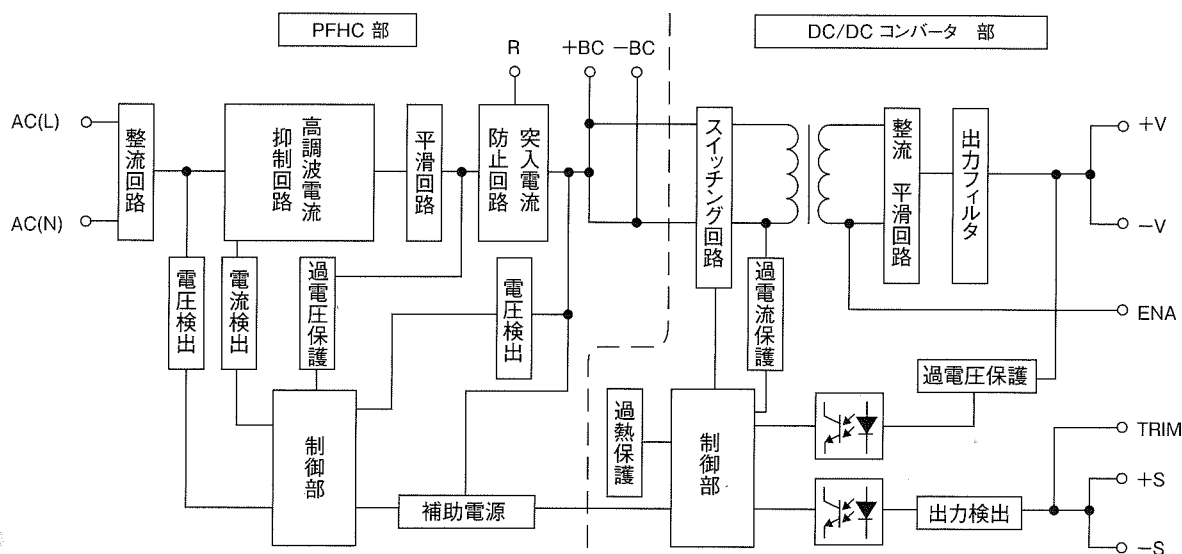 PFHC 部
DC/DC コンバータ 部
R
+BC
−BC
AC(L)
AC(N)
整流回路
高調波電流
抑制回路
平滑回路
突入電流
防止回路
スイッチング回路
整流 平滑回路
出力フィルタ
+V
−V
ENA
電圧検出
電流検出
過電圧保護
電圧検出
過電流保護
過電圧保護
制御部
過熱保護
制御部
補助電源
出力検出
TRIM
+S
−S